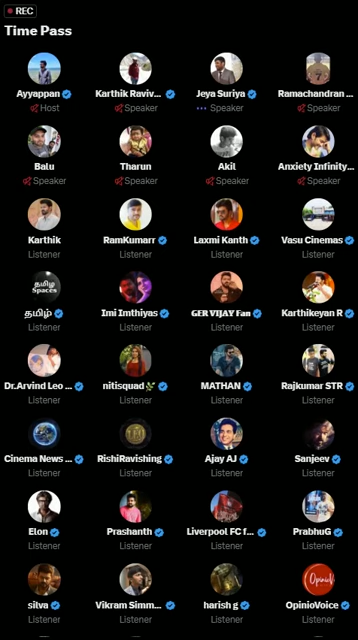 REC
Time Pass
Ayyappan
Karthik Raviv...
Jeya Suriya
Ramachandran ...
Host
Speaker
Speaker
Speaker
Balu
Tharun
Akil
Anxiety Infinity...
Speaker
Speaker
Speaker
Speaker
தமிழ்
Spaces
7
Karthik
RamKumarr
Laxmi Kanth
Vasu Cinemas
Listener
Listener
Listener
Listener
தமிழ்
Imi Imthiyas
GER VIJAY Fan
Karthikeyan R
Listener
Listener
Listener
Listener
Dr.Arvind Leo ...
nitisquad🌿
MATHAN
Rajkumar STR
Listener
Listener
Listener
Listener
Cinema News ...
RishiRavishing
Ajay AJ
Sanjeev
Listener
Listener
Listener
Listener
Elon
Prashanth
Liverpool FC f...
PrabhuG
Listener
Listener
Listener
Listener
Opinio\
silva
Vikram Simm...
harish g
OpinioVoice
Listener
Listener
Listener
Listener